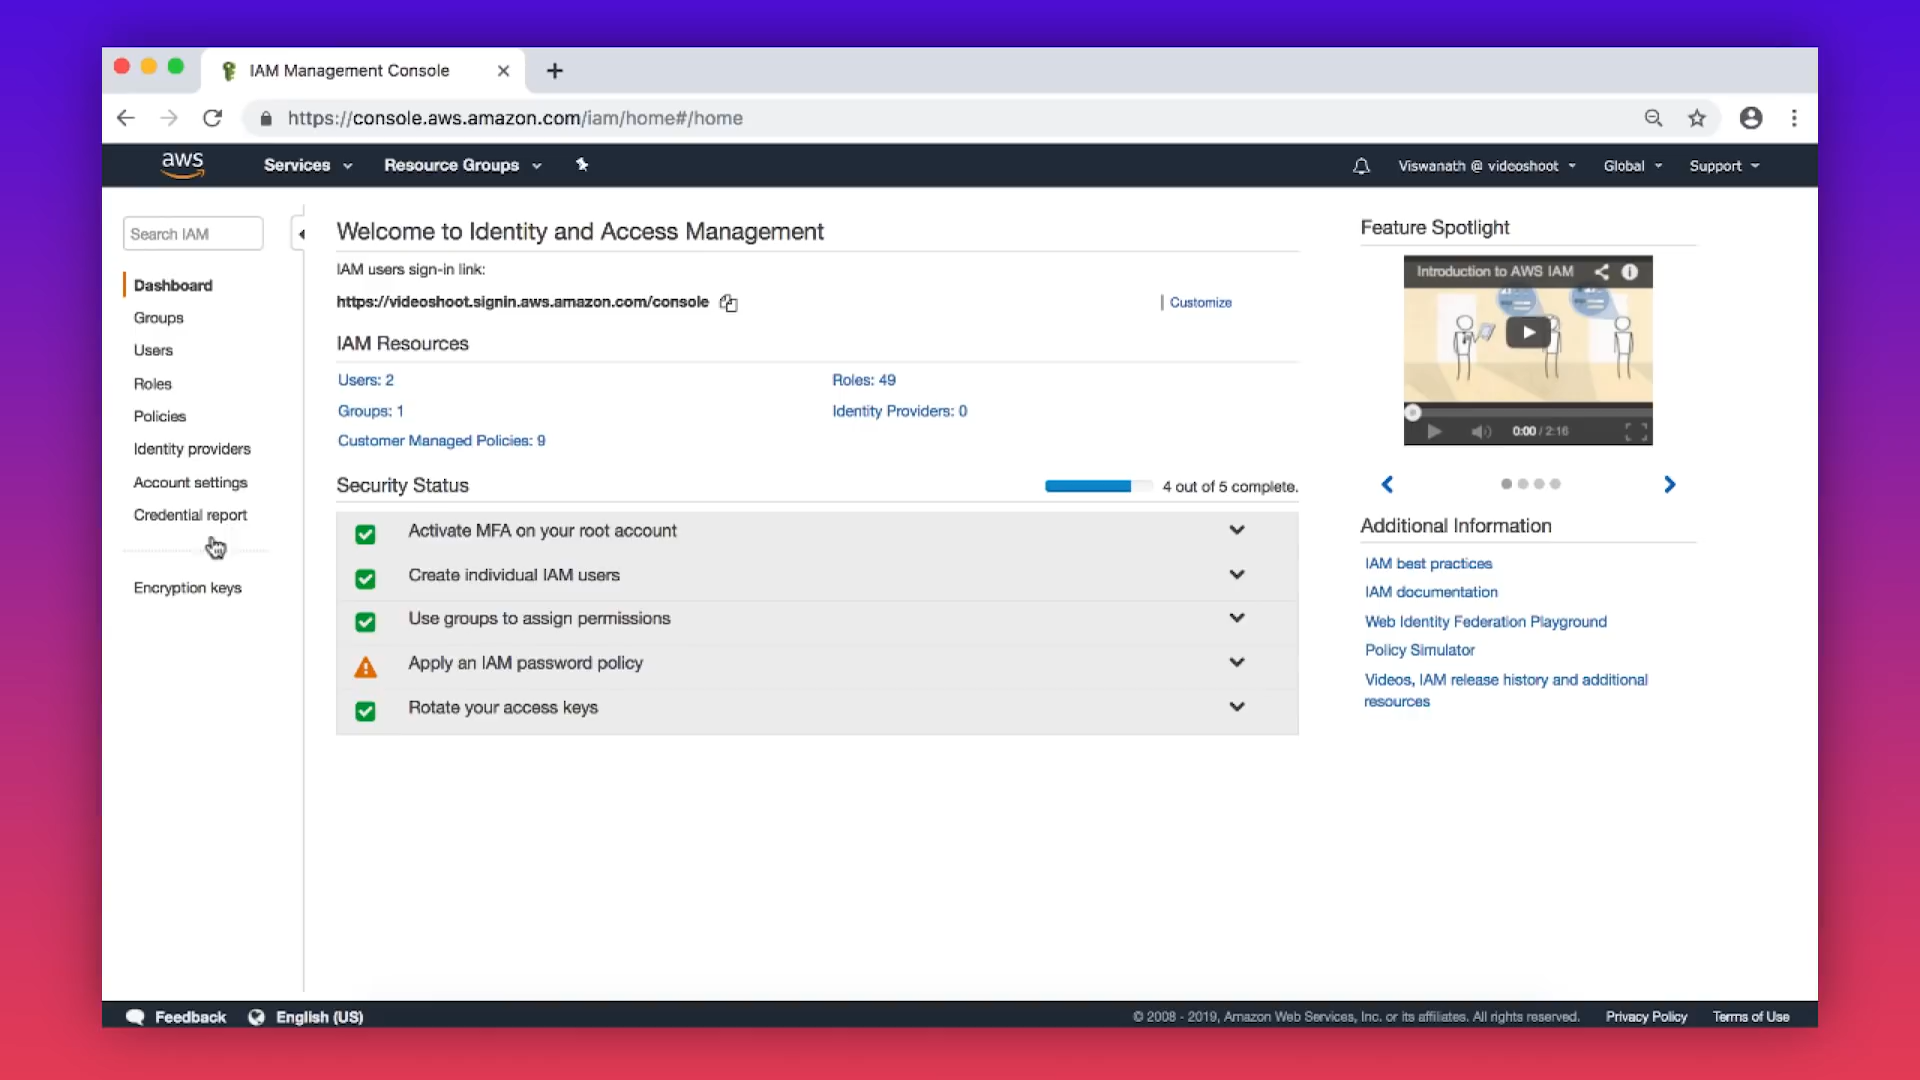 IAM Management Console
https://console.aws.amazon.com/iam/home#/home
aws
Services
Resource Groups
Viswanath @ videoshoot
Global
Support
Search IAM
Dashboard
Groups
Users
Roles
Policies
Identity providers
Account settings
Credential report
Encryption keys
Welcome to Identity and Access Management
IAM users sign-in link:
https://videoshoot.signin.aws.amazon.com/console
Customize
IAM Resources
Users: 2
Roles: 49
Groups: 1
Identity Providers: 0
Customer Managed Policies: 9
Security Status
4 out of 5 complete.
Activate MFA on your root account
Create individual IAM users
Use groups to assign permissions
Apply an IAM password policy
Rotate your access keys
Feature Spotlight
Introduction to AWS IAM
0:00 / 2:16
Additional Information
IAM best practices
IAM documentation
Web Identity Federation Playground
Policy Simulator
Videos, IAM release history and additional
resources
Feedback
English (US)
© 2008 - 2019, Amazon Web Services, Inc. or its affiliates. All rights reserved.
Privacy Policy
Terms of Use